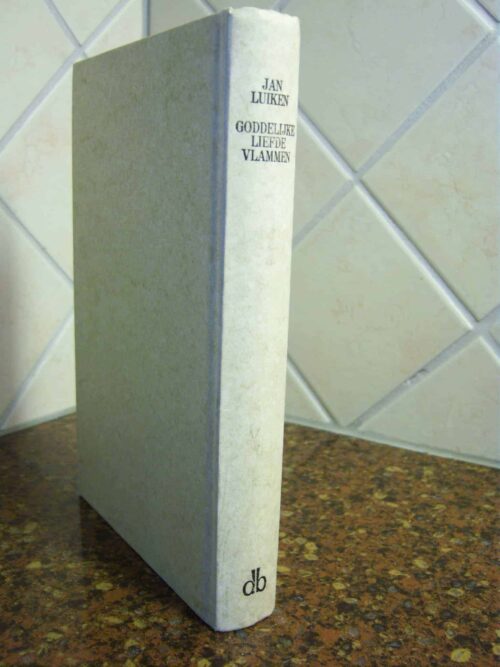 JAN
LUIKEN
GODDELIJKE
LIEFDE
VLAMMEN
db